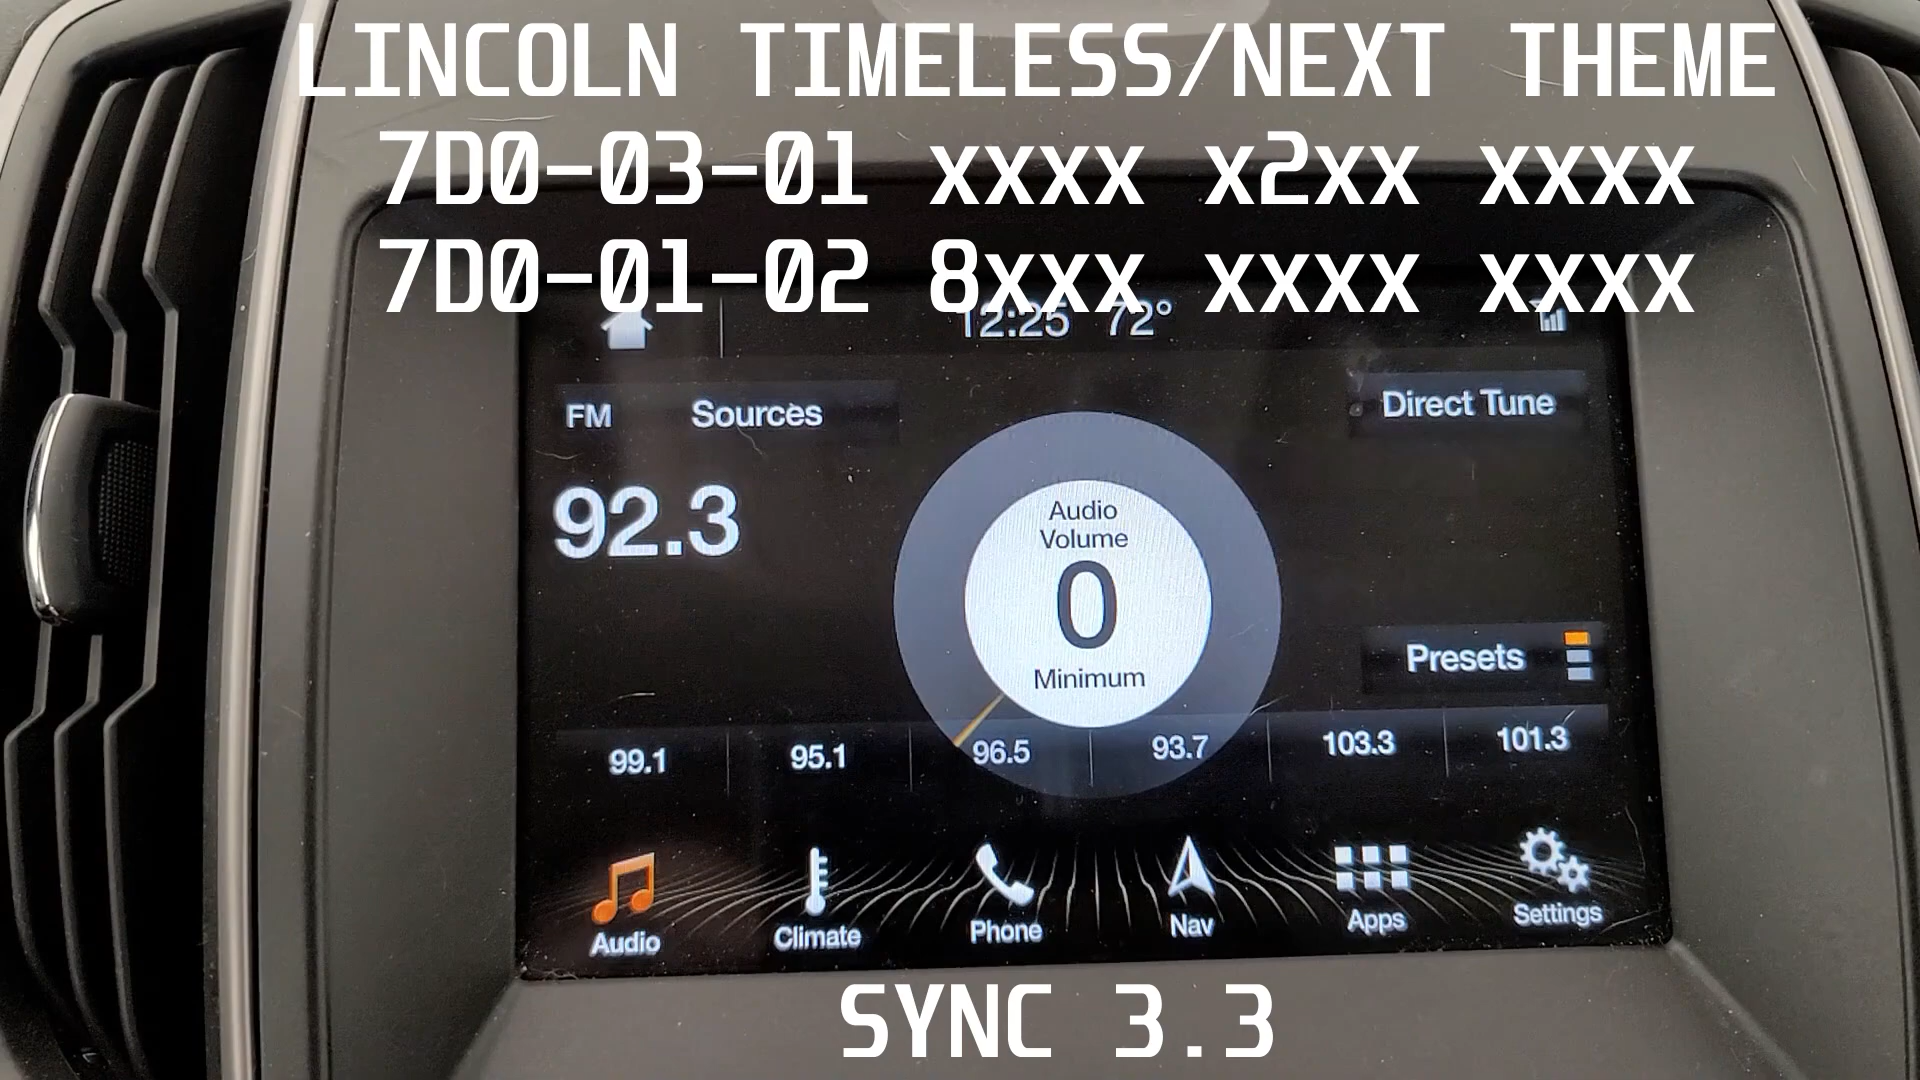 LINCOLN TIMELESS/NEXT THEME
7D0-03-01 xxxx x2xx xxxx
7D0-01-02 8xxx xxxx xxxx
12:25 72°
FM Sources Direct Tune
92.3
Audio
Volume
0
Minimum
Presets
99.1 95.1 96.5 93.7 103.3 101.3
Audio Climate Phone Nav Apps Settings
SYNC 3.3